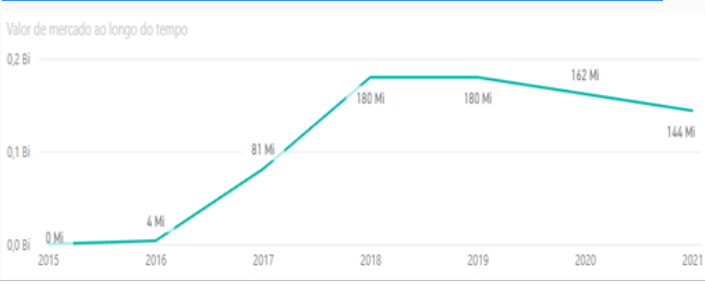 Valor de mercado ao longo do tempo
0,2 Bi
162 Mi
180 Mi
180 Mi
144 Mi
0,1 Bi
81 Mi
4 Mi
0 Mi
0,0 Bi
2015 2016 2017 2018 2019 2020 2021